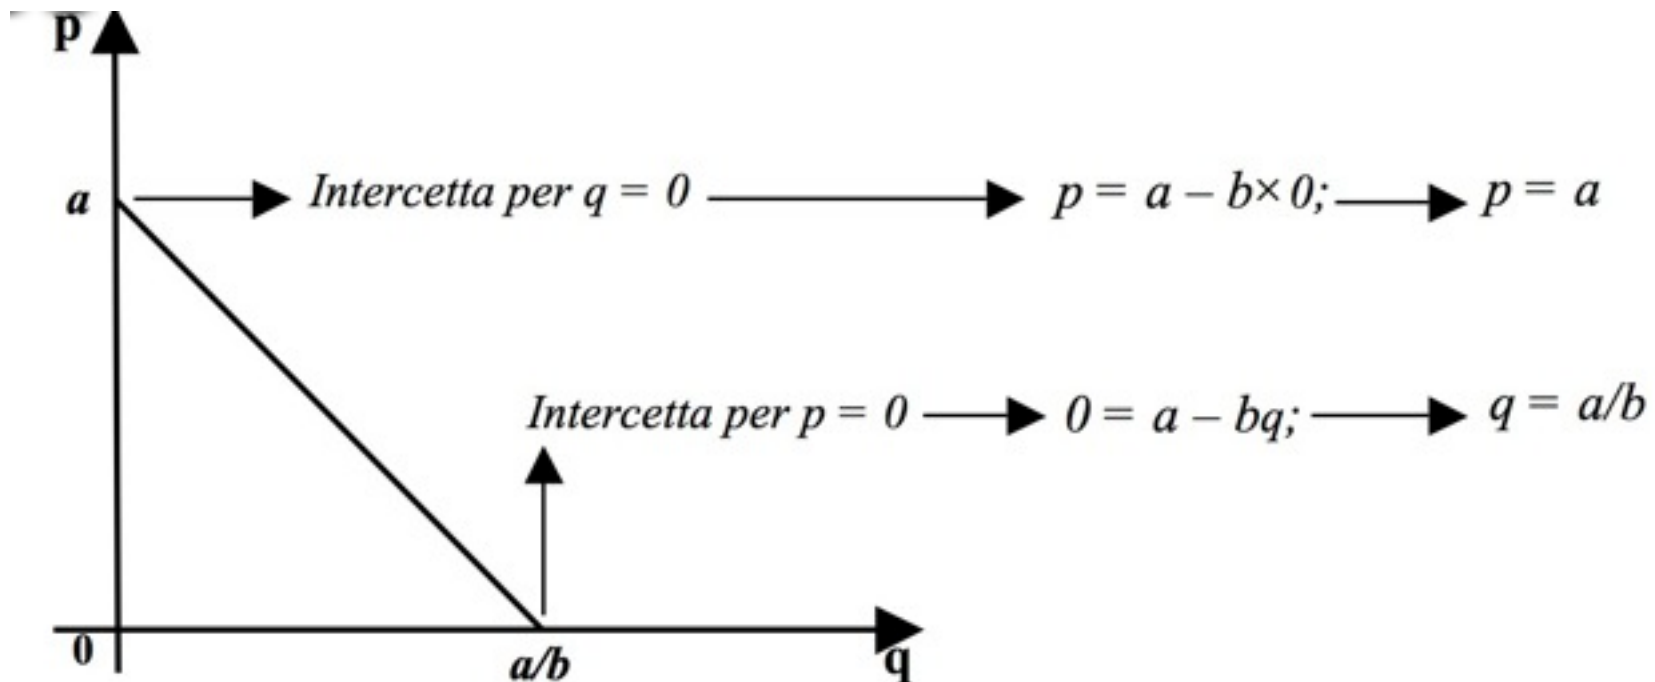 p
a Intercetta per q = 0 p = a – b×0; p = a
Intercetta per p = 0 0 = a – bq; q = a/b
0 a/b q